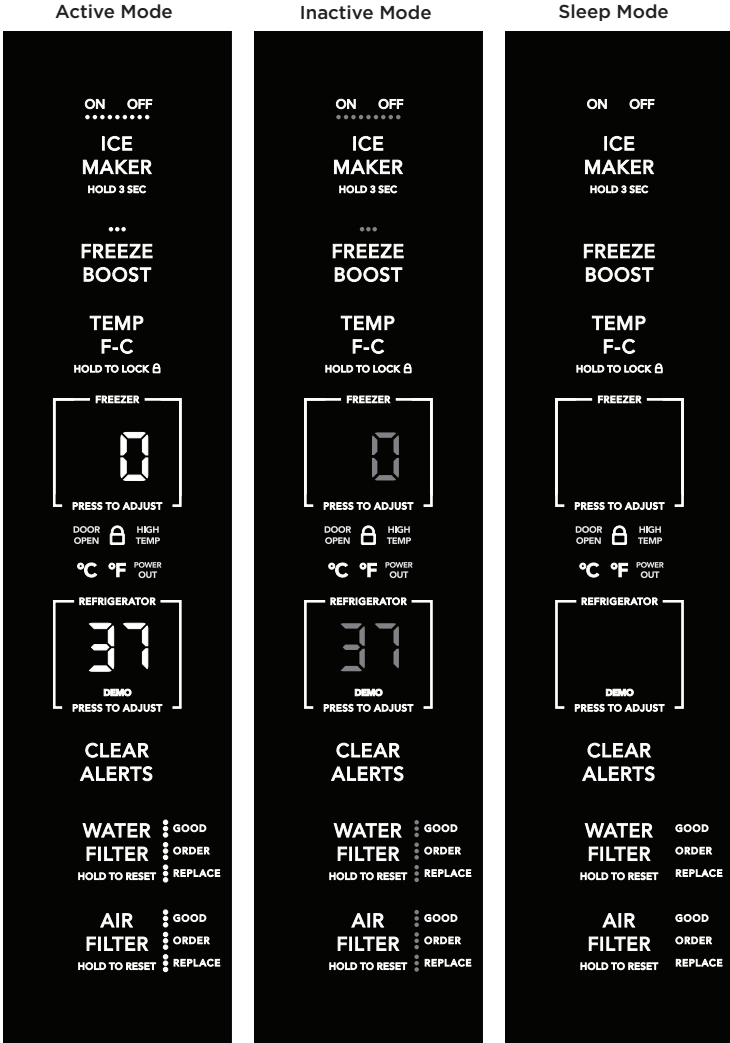 Active Mode
ON OFF
ICE
MAKER
HOLD 3 SEC
FREEZE
BOOST
TEMP
F-C
HOLD TO LOCK
FREEZER
0
PRESS TO ADJUST
DOOR HIGH
OPEN TEMP
°C °F POWER
OUT
REFRIGERATOR
37
DEMO
PRESS TO ADJUST
CLEAR
ALERTS
WATER GOOD
FILTER ORDER
HOLD TO RESET REPLACE
AIR GOOD
FILTER ORDER
HOLD TO RESET REPLACE
Inactive Mode
ON OFF
ICE
MAKER
HOLD 3 SEC
FREEZE
BOOST
TEMP
F-C
HOLD TO LOCK
FREEZER
0
PRESS TO ADJUST
DOOR HIGH
OPEN TEMP
°C °F POWER
OUT
REFRIGERATOR
37
DEMO
PRESS TO ADJUST
CLEAR
ALERTS
WATER GOOD
FILTER ORDER
HOLD TO RESET REPLACE
AIR GOOD
FILTER ORDER
HOLD TO RESET REPLACE
Sleep Mode
ON OFF
ICE
MAKER
HOLD 3 SEC
FREEZE
BOOST
TEMP
F-C
HOLD TO LOCK
FREEZER
PRESS TO ADJUST
DOOR HIGH
OPEN TEMP
°C °F POWER
OUT
REFRIGERATOR
DEMO
PRESS TO ADJUST
CLEAR
ALERTS
WATER GOOD
FILTER ORDER
HOLD TO RESET REPLACE
AIR GOOD
FILTER ORDER
HOLD TO RESET REPLACE